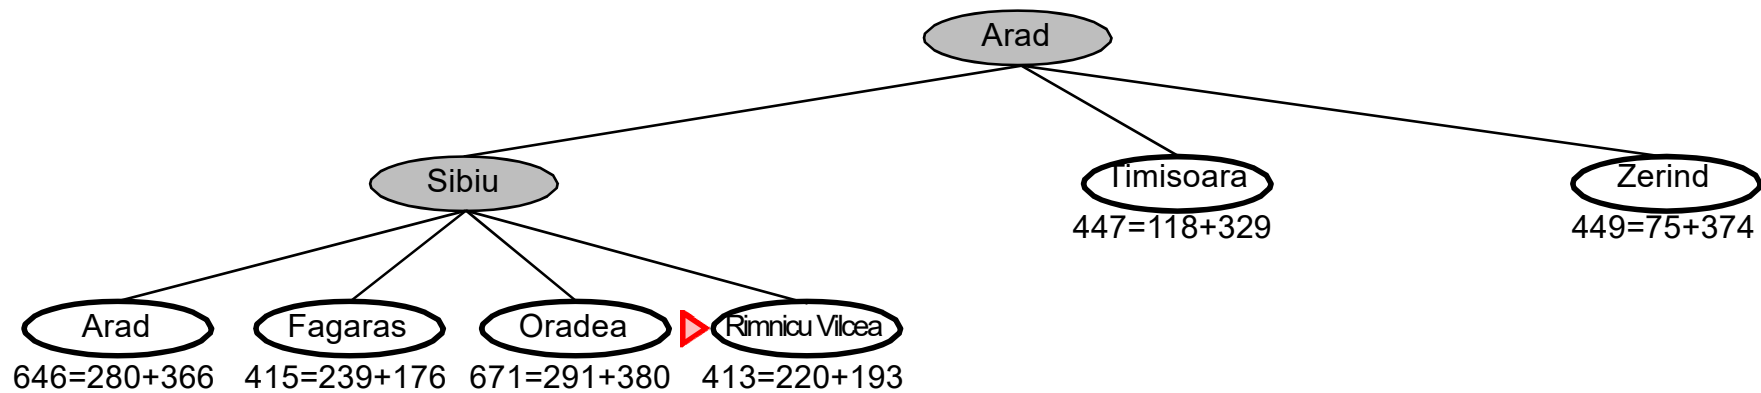 Arad
Sibiu
Timisoara
Zerind
447=118+329
449=75+374
Arad
Fagaras
Oradea
Rimnicu Vilcea
646=280+366
415=239+176
671=291+380
413=220+193